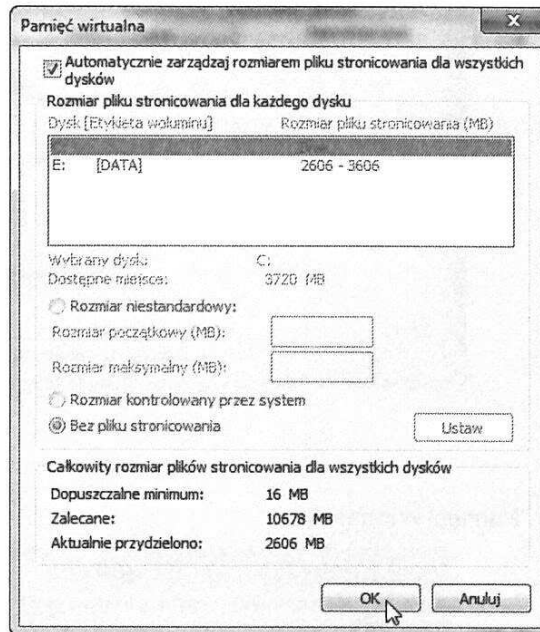 Pamięć wirtualna
Automatycznie zarządzaj rozmiarem pliku stronicowania dla wszystkich
dysków
Rozmiar pliku stronicowania dla każdego dysku
Dysk [Etykieta woluminu] Rozmiar pliku stronicowania (MB)
E: [DATA] 2606 - 3606
Wybrany dysk: C:
Dostępne miejsce: 3720 MB
Rozmiar niestandardowy:
Rozmiar początkowy (MB):
Rozmiar maksymalny (MB):
Rozmiar kontrolowany przez system
Bez pliku stronicowania Ustaw
Całkowity rozmiar plików stronicowania dla wszystkich dysków
Dopuszczalne minimum: 16 MB
Zalecane: 10678 MB
Aktualnie przydzielono: 2606 MB
OK Anuluj